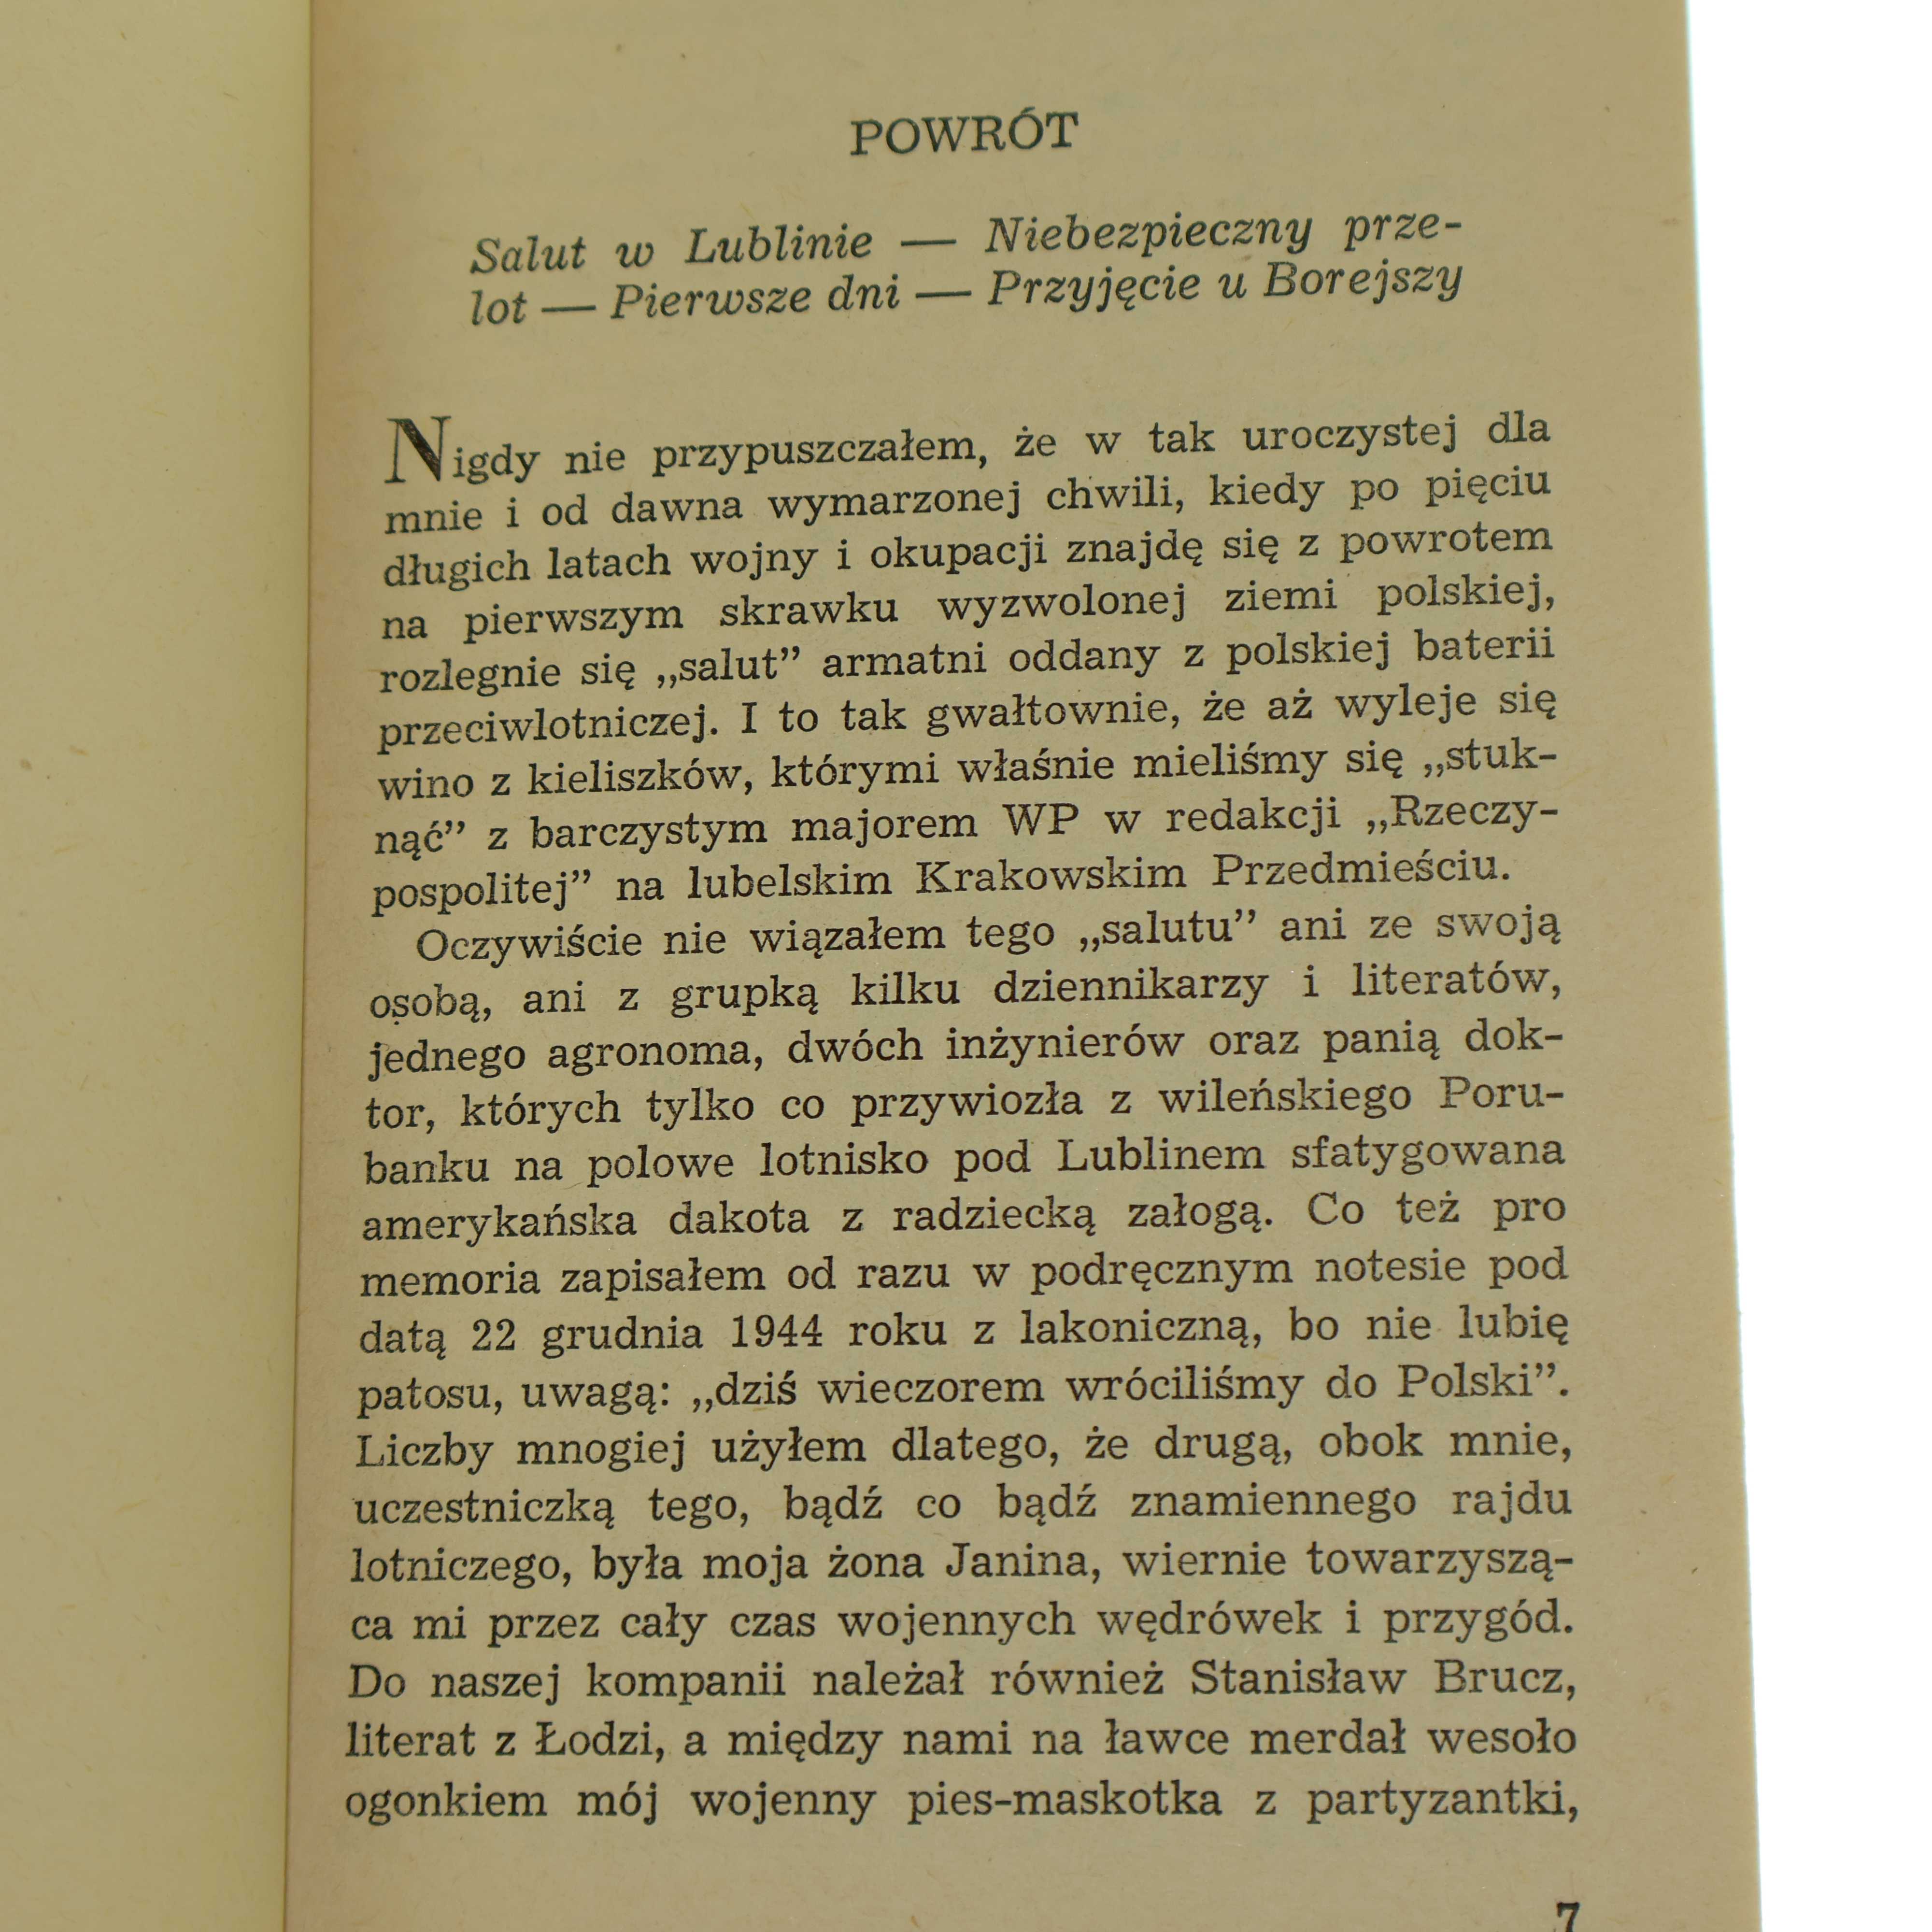 POWRÓT
Salut w Lublinie — Niebezpieczny prze-
lot — Pierwsze dni — Przyjęcie u Borejszy
Nigdy nie przypuszczałem, że w tak uroczystej dla
mnie i od dawna wymarzonej chwili, kiedy po pięciu
długich latach wojny i okupacji znajdę się z powrotem
na pierwszym skrawku wyzwolonej ziemi polskiej,
rozlegnie się „salut” armatni oddany z polskiej baterii
przeciwlotniczej. I to tak gwałtownie, że aż wyleje się
wino z kieliszków, którymi właśnie mieliśmy się „stuk-
nąć” z barczystym majorem WP w redakcji „Rzeczy-
pospolitej” na lubelskim Krakowskim Przedmieściu.
Oczywiście nie wiązałem tego „salutu” ani ze swoją
osobą, ani z grupką kilku dziennikarzy i literatów,
jednego agronoma, dwóch inżynierów oraz panią dok-
tor, których tylko co przywiozła z wileńskiego Poru-
banku na polowe lotnisko pod Lublinem sfatygowana
amerykańska dakota z radziecką załogą. Co też pro
memoria zapisałem od razu w podręcznym notesie pod
datą 22 grudnia 1944 roku z lakoniczną, bo nie lubię
patosu, uwagą: „dziś wieczorem wróciliśmy do Polski”.
Liczby mnogiej użyłem dlatego, że drugą, obok mnie,
uczestniczką tego, bądź co bądź znamiennego rajdu
lotniczego, była moja żona Janina, wiernie towarzyszą-
ca mi przez cały czas wojennych wędrówek i przygód.
Do naszej kompanii należał również Stanisław Brucz,
literat z Łodzi, a między nami na ławce merdał wesoło
ogonkiem mój wojenny pies-maskotka z partyzantki,
7